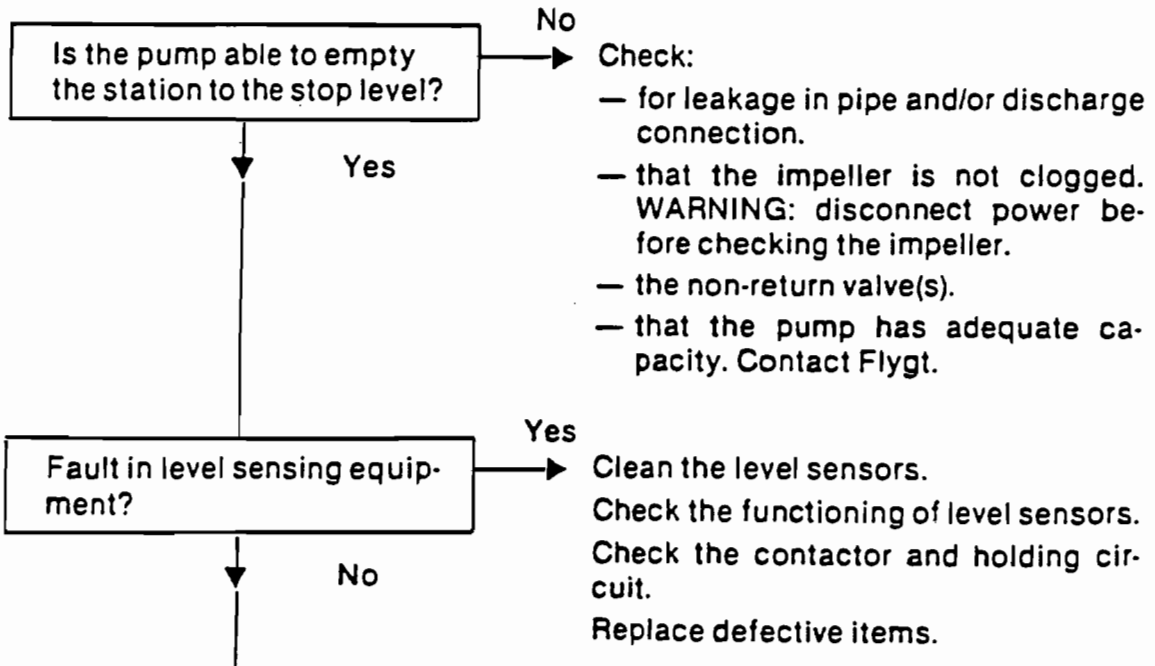 No
Is the pump able to empty
the station to the stop level?
Yes
Check:
— for leakage in pipe and/or discharge
connection.
— that the impeller is not clogged.
WARNING: disconnect power be-
fore checking the impeller.
— the non-return valve(s).
— that the pump has adequate ca-
pacity. Contact Flygt.
Yes
Fault in level sensing equip-
ment?
No
Clean the level sensors.
Check the functioning of level sensors.
Check the contactor and holding cir-
cuit.
Replace defective items.